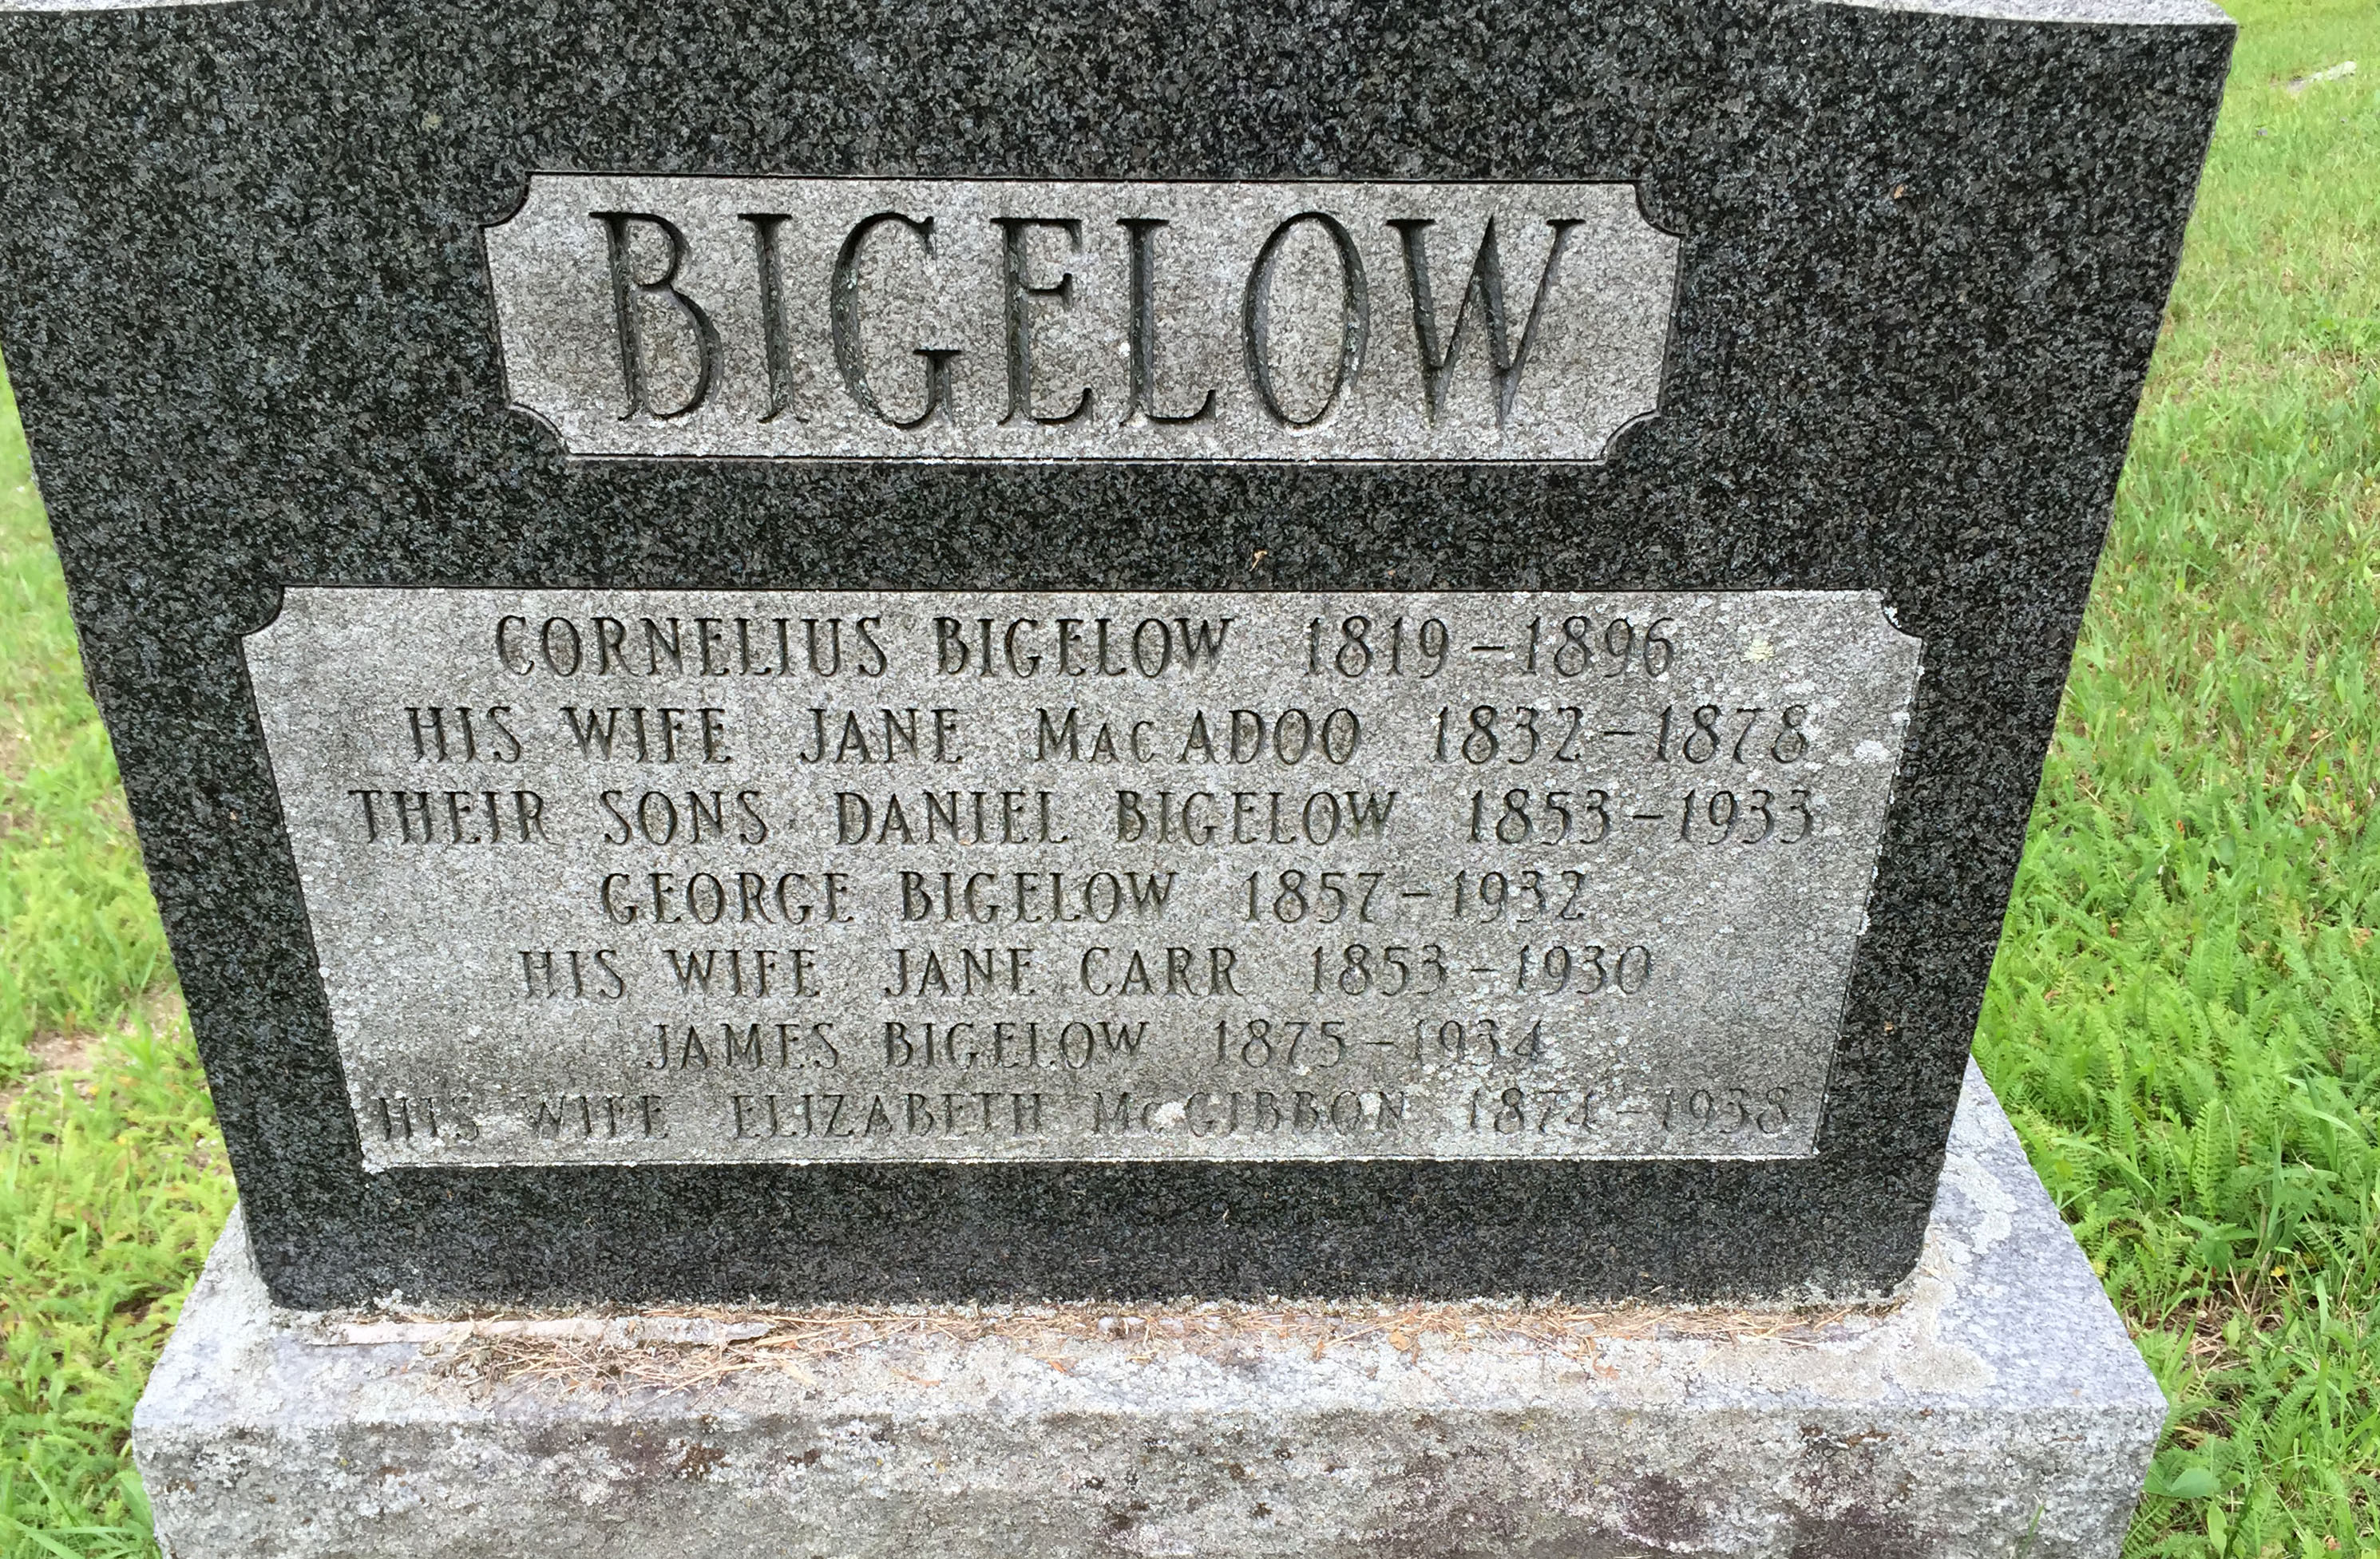 BIGELOW
CORNELIUS BIGELOW 1819-1896
HIS WIFE JANE MacADOO 1832-1878
THEIR SONS DANIEL BIGELOW 1853-1933
GEORGE BIGELOW 1857-1932
HIS WIFE JANE CARR 1853-1930
JAMES BIGELOW 1875-1934
HIS WIFE ELIZABETH McGIBBON 1874-1938